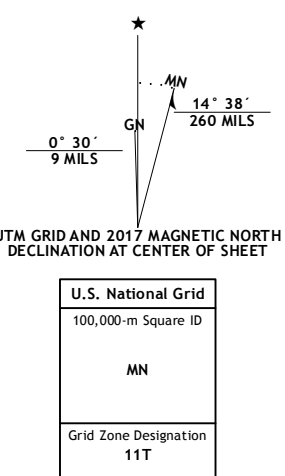 ★
MN
14° 38´
260 MILS
GN
0° 30´
9 MILS
UTM GRID AND 2017 MAGNETIC NORTH
DECLINATION AT CENTER OF SHEET
U.S. National Grid
100,000-m Square ID
MN
Grid Zone Designation
11T